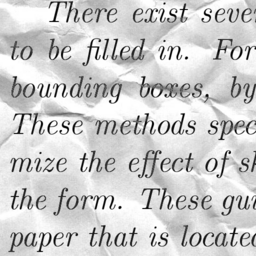 There exist seve
to be filled in. For
bounding boxes, by
These methods spec
mize the effect of s
the form. These gu
paper that is locate